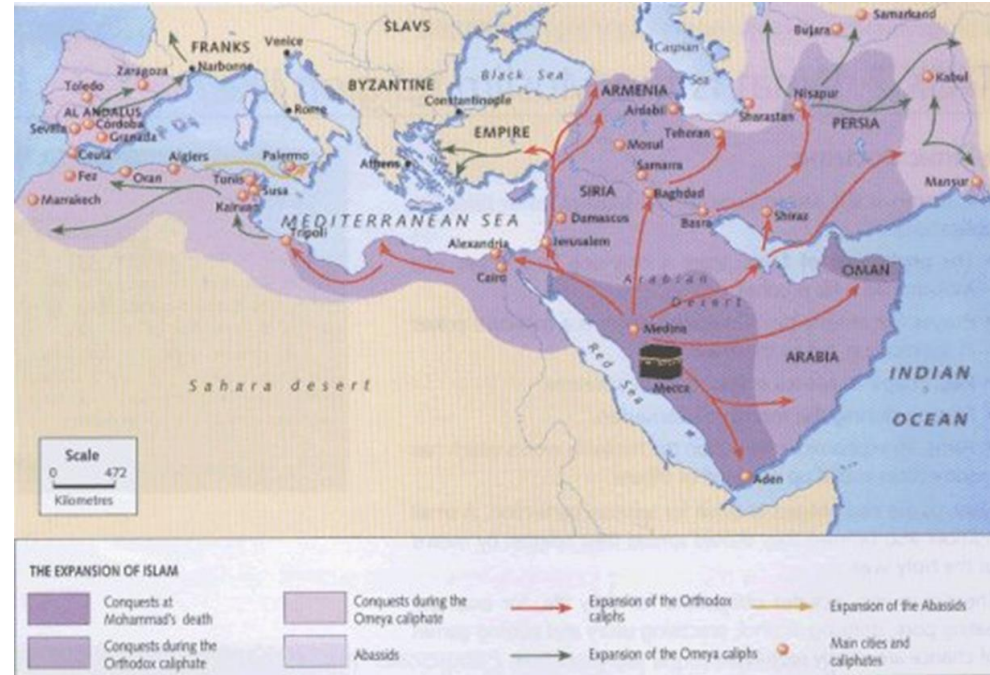 SLAVS
Samarkand
Bujara
FRANKS
Venice
Caspian
Sea
Narbonne
Zaragoza
Toledo
BYZANTINE
Black Sea
ARMENIA
Kabul
Nisapur
Rome
Constantinople
Ardabil
Sharastan
AL ANDALUS
Cordoba
Sevilla
Granada
EMPIRE
Teheran
PERSIA
Ceuta
Algiers
Palermo
Athens
Mosul
Samarra
Fez
Oran
Tunis
Susa
SIRIA
Baghdad
Mansur
Marrakech
Kairuan
MEDITERRANEAN SEA
Damascus
Basra
Shiraz
Tripoli
Alexandria
Jerusalem
Cairo
Arabian
Desert
OMAN
Medina
Red Sea
ARABIA
Mecca
INDIAN
OCEAN
Sahara desert
Aden
Scale
0 472
Kilometres
THE EXPANSION OF ISLAM
Conquests at
Mohammad's death
Conquests during the
Orthodox caliphate
Conquests during the
Omeya caliphate
Abassids
Expansion of the Orthodox
caliphs
Expansion of the Omeya caliphs
Expansion of the Abassids
Main cities and
caliphates